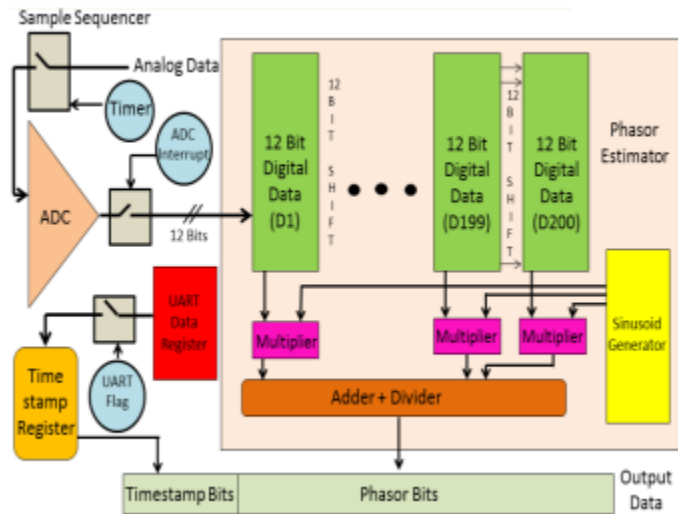 Sample Sequencer
Analog Data
Timer
ADC
Interrupt
ADC
12 Bits
12 Bit
Digital
Data
(D1)
12
BIT
SHIFT
12 Bit
Digital
Data
(D199)
12
BIT
SHIFT
12 Bit
Digital
Data
(D200)
Phasor
Estimator
UART
Data
Register
UART
Flag
Time
stamp
Register
Multiplier
Multiplier
Multiplier
Sinusoid
Generator
Adder + Divider
Timestamp Bits
Phasor Bits
Output
Data